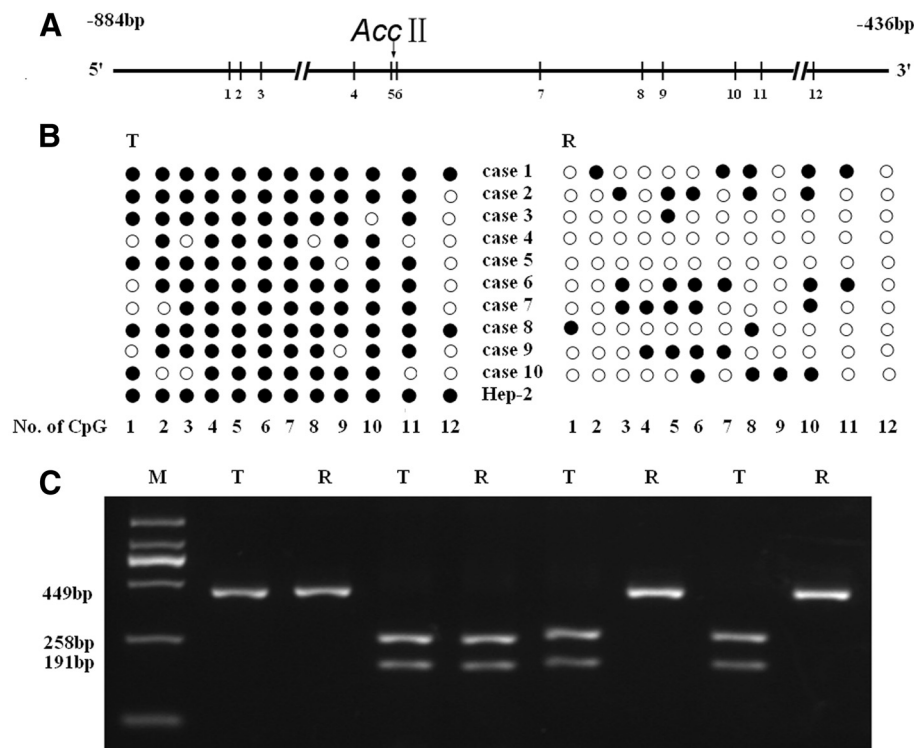 A
-884bp
Acc II
-436bp
5'
3'
1 2 3 4 56 7 8 9 10 11 12
B
T
R
case 1
case 2
case 3
case 4
case 5
case 6
case 7
case 8
case 9
case 10
Hep-2
No. of CpG 1 2 3 4 5 6 7 8 9 10 11 12 1 2 3 4 5 6 7 8 9 10 11 12
C
M T R T R T R T R
449bp
258bp
191bp